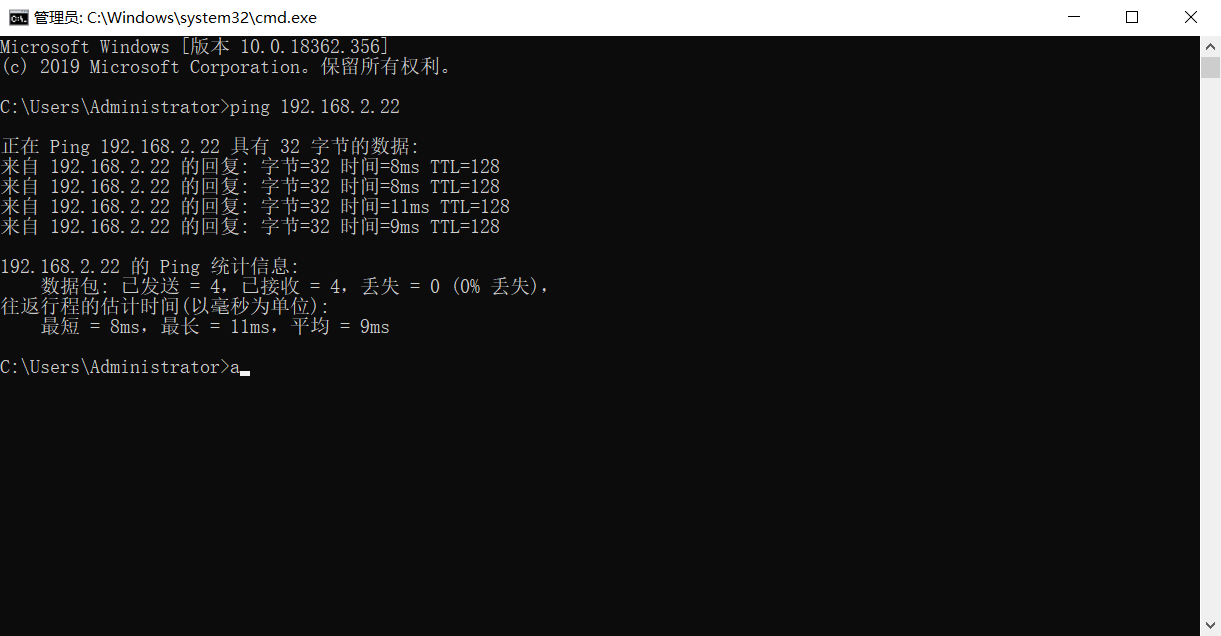 管理员: C:\Windows\system32\cmd.exe
Microsoft Windows [版本 10.0.18362.356]
(c) 2019 Microsoft Corporation。保留所有权利。
C:\Users\Administrator>ping 192.168.2.22
正在 Ping 192.168.2.22 具有 32 字节的数据:
来自 192.168.2.22 的回复: 字节=32 时间=8ms TTL=128
来自 192.168.2.22 的回复: 字节=32 时间=8ms TTL=128
来自 192.168.2.22 的回复: 字节=32 时间=11ms TTL=128
来自 192.168.2.22 的回复: 字节=32 时间=9ms TTL=128
192.168.2.22 的 Ping 统计信息:
数据包: 已发送 = 4，已接收 = 4，丢失 = 0 (0% 丢失)，
往返行程的估计时间(以毫秒为单位):
最短 = 8ms，最长 = 11ms，平均 = 9ms
C:\Users\Administrator>a